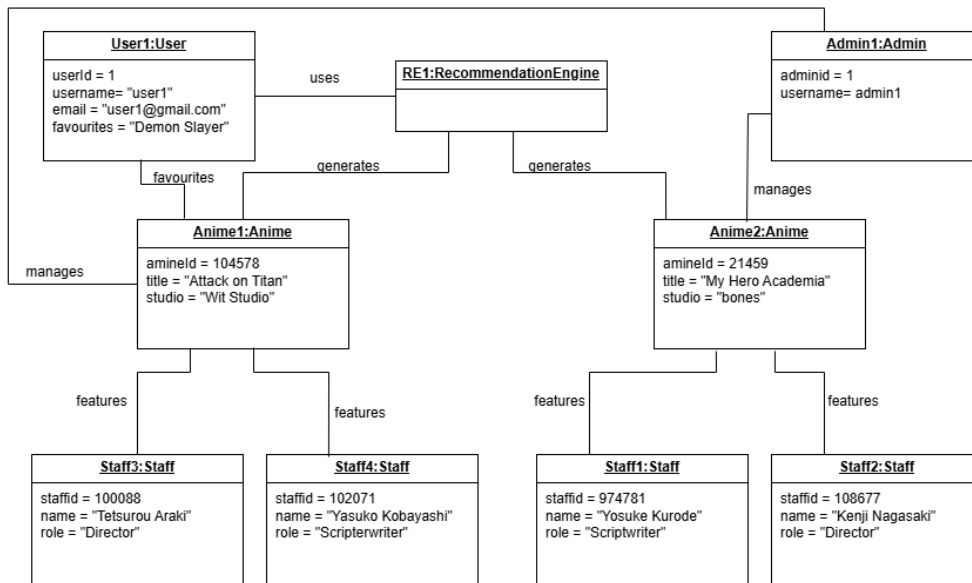 User1:User
userId = 1
username= "user1"
email = "user1@gmail.com"
favourites = "Demon Slayer"
uses
RE1:RecommendationEngine
Admin1:Admin
adminid = 1
username= admin1
favourites
generates
generates
manages
manages
Anime1:Anime
amineId = 104578
title = "Attack on Titan"
studio = "Wit Studio"
Anime2:Anime
amineId = 21459
title = "My Hero Academia"
studio = "bones"
features
features
features
features
Staff3:Staff
staffid = 100088
name = "Tetsurou Araki"
role = "Director"
Staff4:Staff
staffid = 102071
name = "Yasuko Kobayashi"
role = "Scripterwriter"
Staff1:Staff
staffid = 974781
name = "Yosuke Kurode"
role = "Scriptwriter"
Staff2:Staff
staffid = 108677
name = "Kenji Nagasaki"
role = "Director"